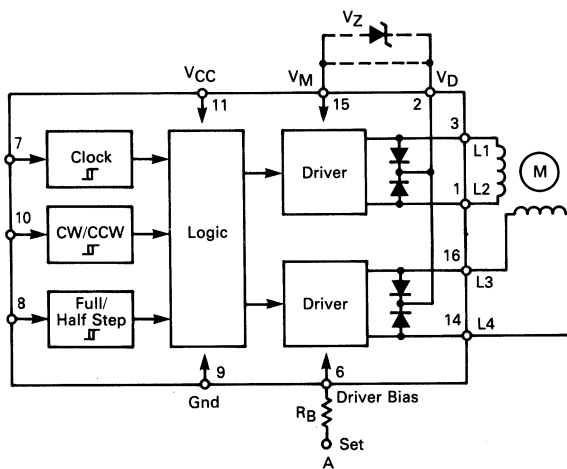 VZ
VCC
VM
VD
11
15
2
7
Clock
Driver
3
L1
M
1
L2
10
CW/CCW
Logic
8
Full/
Half Step
Driver
16
L3
14
L4
9
6
Gnd
Driver Bias
RB
Set
A